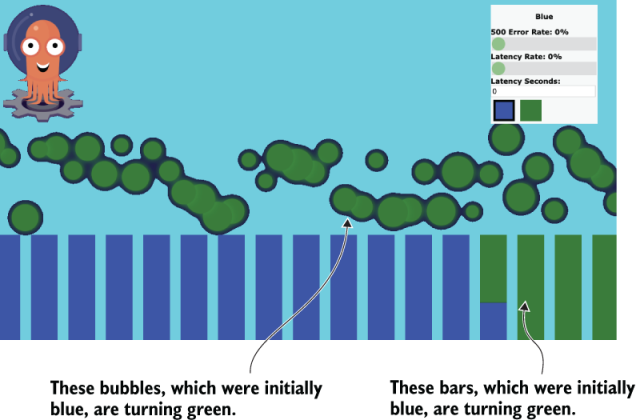 Blue
500 Error Rate: 0%
Latency Rate: 0%
Latency Seconds:
0
These bubbles, which were initially
blue, are turning green.
These bars, which were initially
blue, are turning green.